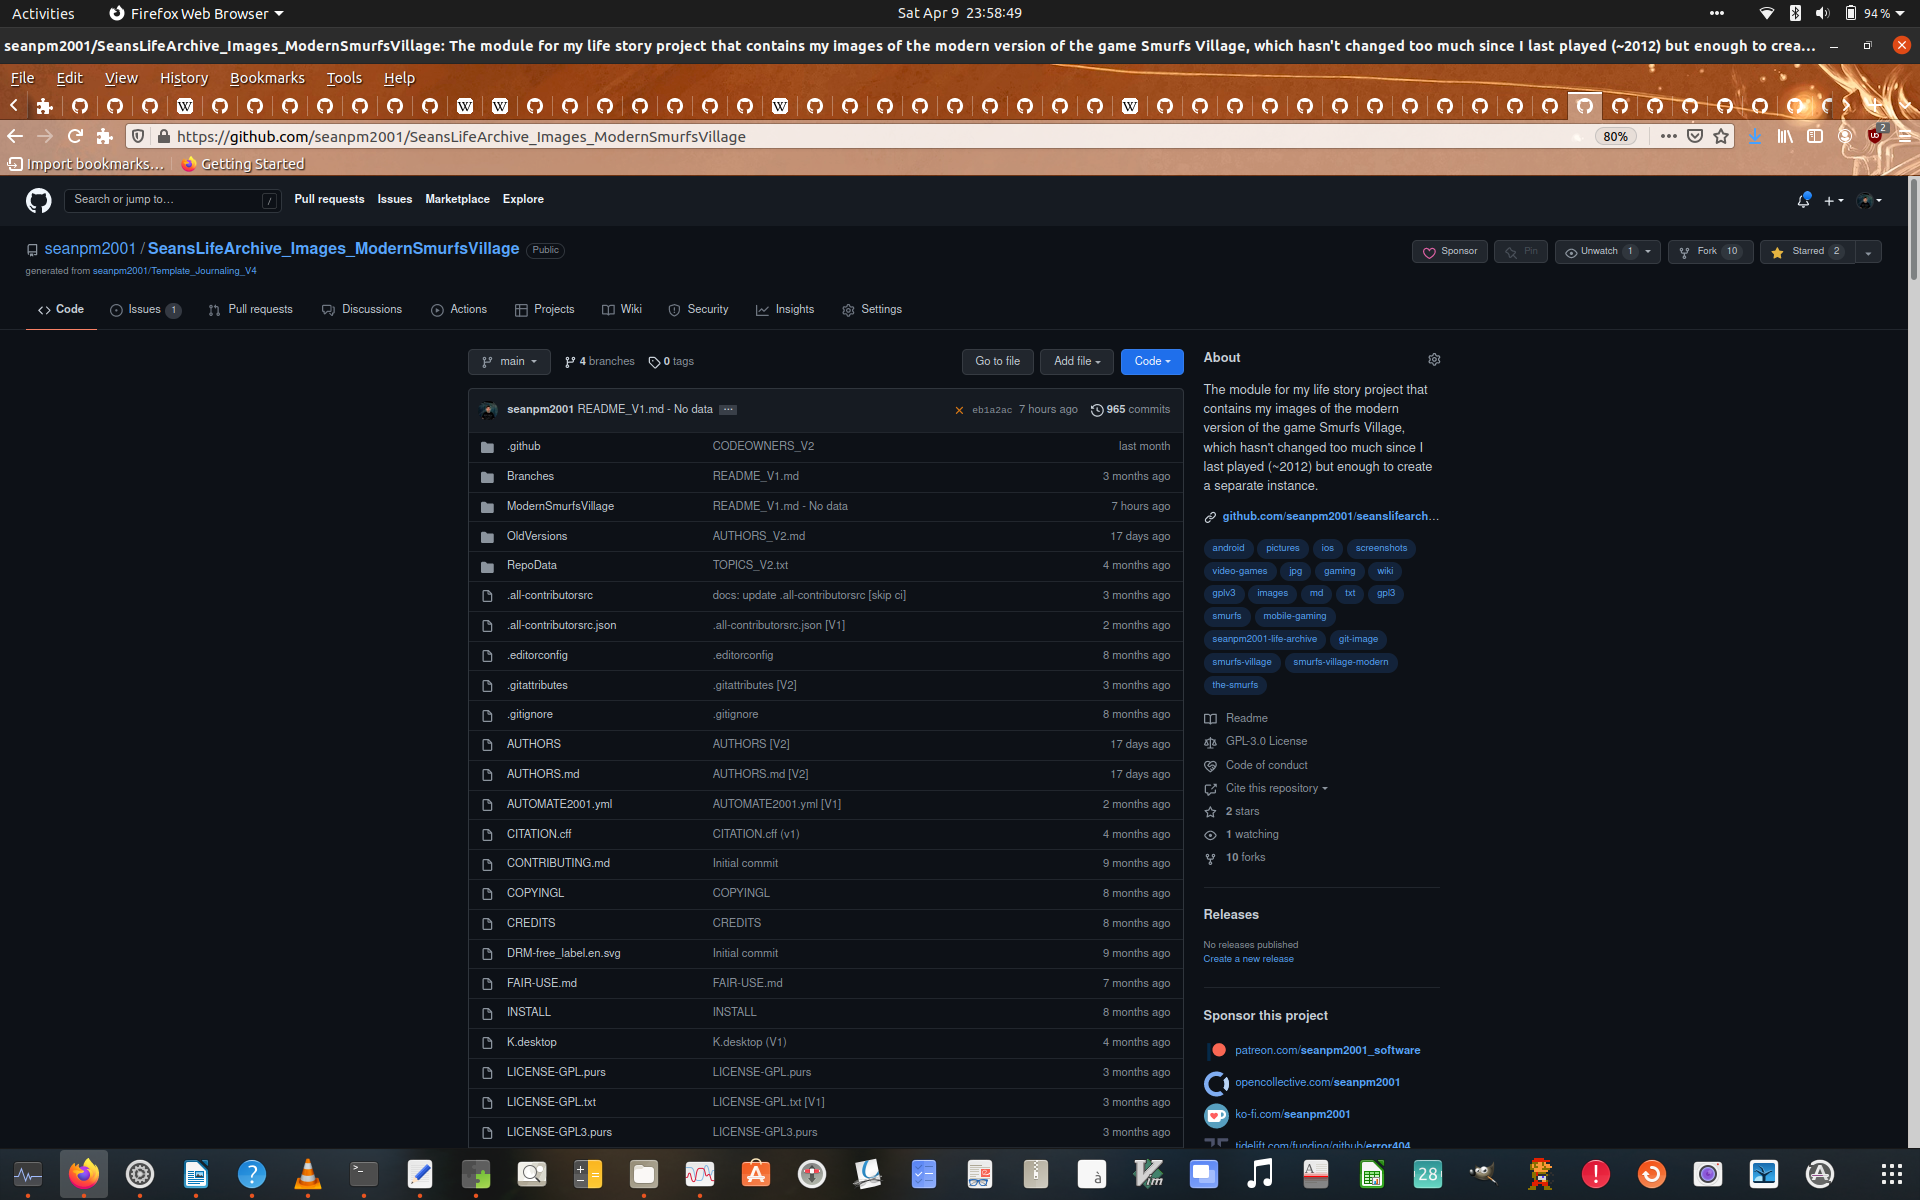 Activities
Firefox Web Browser
Sat Apr 9 23:58:49
94 %
seanpm2001/SeansLifeArchive_Images_ModernSmurfsVillage: The module for my life story project that contains my images of the modern version of the game Smurfs Village, which hasn't changed too much since I last played (~2012) but enough to crea...
File Edit View History Bookmarks Tools Help
https://github.com/seanpm2001/SeansLifeArchive_Images_ModernSmurfsVillage
80%
2
Import bookmarks... Getting Started
Search or jump to... /
Pull requests Issues Marketplace Explore
seanpm2001 / SeansLifeArchive_Images_ModernSmurfsVillage Public
Sponsor Pin Unwatch 1 Fork 10 Starred 2
generated from seanpm2001/Template_Journaling_V4
Code Issues 1 Pull requests Discussions Actions Projects Wiki Security Insights Settings
main 4 branches 0 tags Go to file Add file Code
seanpm2001 README_V1.md - No data ... eb1a2ac 7 hours ago 965 commits
.github CODEOWNERS_V2 last month
Branches README_V1.md 3 months ago
ModernSmurfsVillage README_V1.md - No data 7 hours ago
OldVersions AUTHORS_V2.md 17 days ago
RepoData TOPICS_V2.txt 4 months ago
.all-contributorsrc docs: update .all-contributorsrc [skip ci] 3 months ago
.all-contributorsrc.json .all-contributorsrc.json [V1] 2 months ago
.editorconfig .editorconfig 8 months ago
.gitattributes .gitattributes [V2] 3 months ago
.gitignore .gitignore 8 months ago
AUTHORS AUTHORS [V2] 17 days ago
AUTHORS.md AUTHORS.md [V2] 17 days ago
AUTOMATE2001.yml AUTOMATE2001.yml [V1] 2 months ago
CITATION.cff CITATION.cff (v1) 4 months ago
CONTRIBUTING.md Initial commit 9 months ago
COPYINGL COPYINGL 8 months ago
CREDITS CREDITS 8 months ago
DRM-free_label.en.svg Initial commit 9 months ago
FAIR-USE.md FAIR-USE.md 7 months ago
INSTALL INSTALL 8 months ago
K.desktop K.desktop (V1) 4 months ago
LICENSE-GPL.purs LICENSE-GPL.purs 3 months ago
LICENSE-GPL.txt LICENSE-GPL.txt [V1] 3 months ago
LICENSE-GPL3.purs LICENSE-GPL3.purs 3 months ago
About
The module for my life story project that
contains my images of the modern
version of the game Smurfs Village,
which hasn't changed too much since I
last played (~2012) but enough to create
a separate instance.
github.com/seanpm2001/seanslifearch...
android pictures ios screenshots
video-games jpg gaming wiki
gplv3 images md txt gpl3
smurfs mobile-gaming
seanpm2001-life-archive git-image
smurfs-village smurfs-village-modern
the-smurfs
Readme
GPL-3.0 License
Code of conduct
Cite this repository
2 stars
1 watching
10 forks
Releases
No releases published
Create a new release
Sponsor this project
patreon.com/seanpm2001_software
opencollective.com/seanpm2001
ko-fi.com/seanpm2001
tidelift.com/funding/github/error404
28